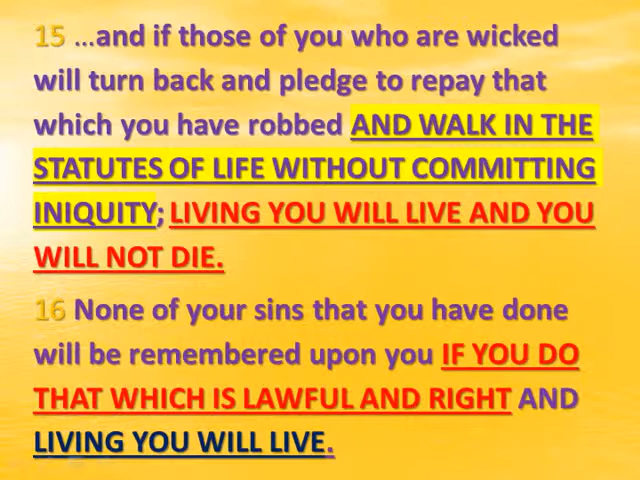 15 ...and if those of you who are wicked
will turn back and pledge to repay that
which you have robbed AND WALK IN THE
STATUTES OF LIFE WITHOUT COMMITTING
INIQUITY; LIVING YOU WILL LIVE AND YOU
WILL NOT DIE.
16 None of your sins that you have done
will be remembered upon you IF YOU DO
THAT WHICH IS LAWFUL AND RIGHT AND
LIVING YOU WILL LIVE.